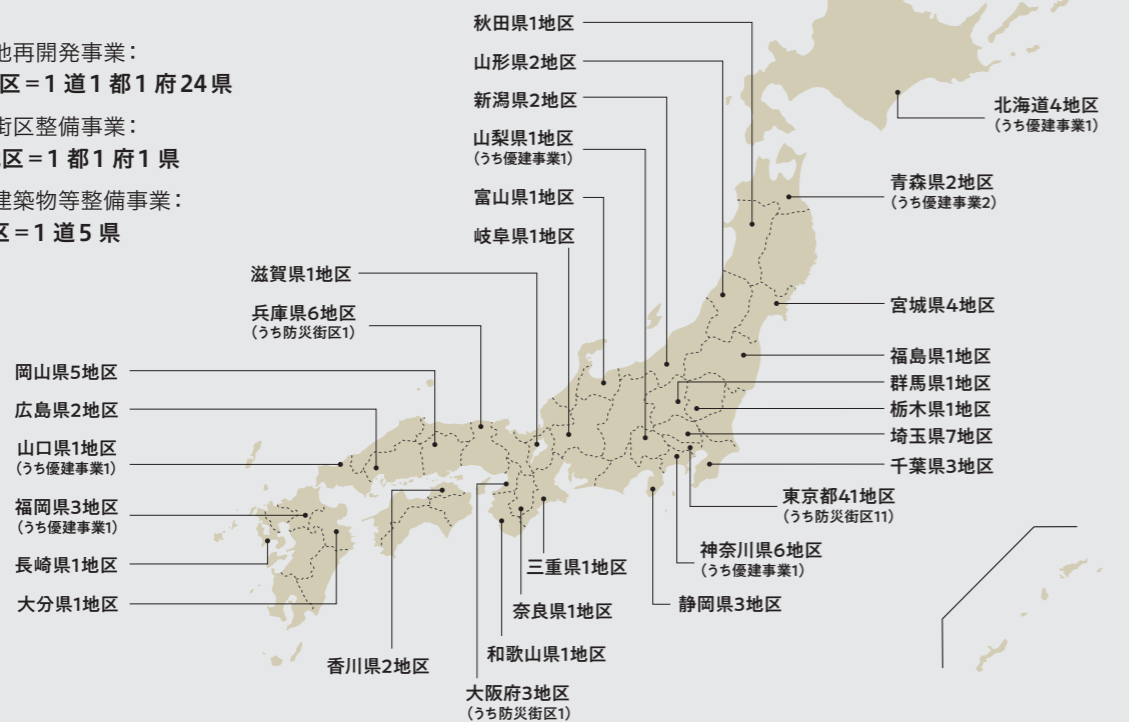 地再開発事業：
区＝1道1都1府24県
街区整備事業：
区＝1都1府1県
建築物等整備事業：
区＝1道5県
秋田県1地区
山形県2地区
新潟県2地区
山梨県1地区
（うち優建事業1）
富山県1地区
岐阜県1地区
滋賀県1地区
兵庫県6地区
（うち防災街区1）
岡山県5地区
広島県2地区
山口県1地区
（うち優建事業1）
福岡県3地区
（うち優建事業1）
長崎県1地区
大分県1地区
香川県2地区
大阪府3地区
（うち防災街区1）
和歌山県1地区
奈良県1地区
三重県1地区
静岡県3地区
神奈川県6地区
（うち優建事業1）
東京都41地区
（うち防災街区11）
千葉県3地区
埼玉県7地区
栃木県1地区
群馬県1地区
福島県1地区
宮城県4地区
青森県2地区
（うち優建事業2）
北海道4地区
（うち優建事業1）